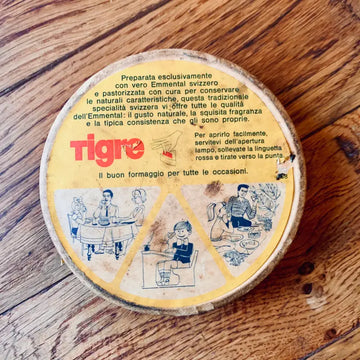 Preparata esclusivamente
con vero Emmental svizzero
e pastorizzata con cura per conservare
le naturali caratteristiche, questa tradizionale
specialità svizzera vi offre tutte le qualità
dell'Emmental: il gusto naturale, la squisita fragranza
e la tipica consistenza che gli sono proprie.
Tigre
Per aprirlo facilmente,
servitevi dell'apertura
lampo, sollevate la linguetta
rossa e tirate verso la punta.
Il buon formaggio per tutte le occasioni.